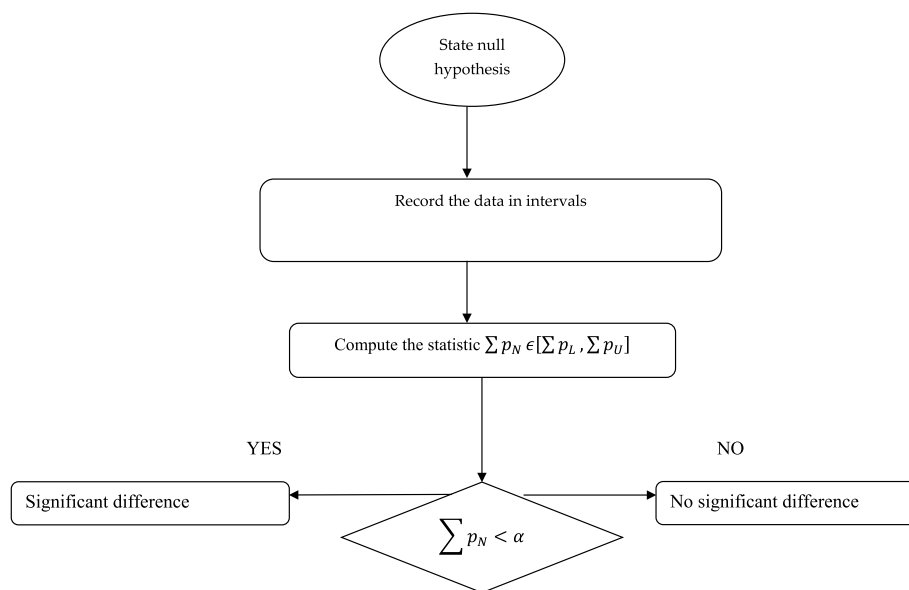 State null
hypothesis
Record the data in intervals
Compute the statistic ∑ p_N ϵ[∑ p_L , ∑ p_U]
YES
NO
Significant difference
No significant difference
∑ p_N < α